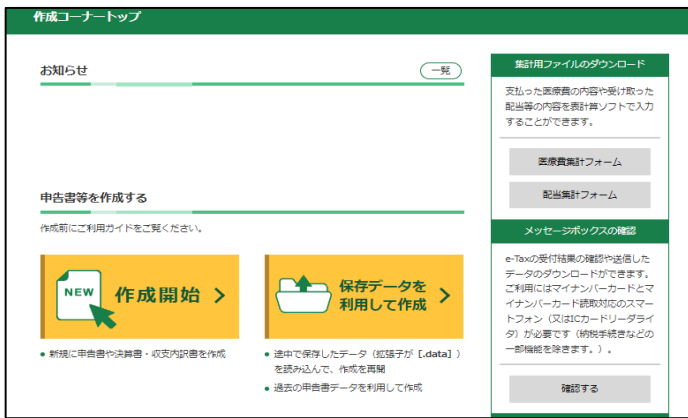 作成コーナートップ
お知らせ
一覧
申告書等を作成する
作成前にご利用ガイドをご覧ください。
NEW
作成開始
• 新規に申告書や決算書・収支内訳書を作成
保存データを
利用して作成
• 途中で保存したデータ（拡張子が [.data] ）
を読み込んで、作成を再開
• 過去の申告書データを利用して作成
集計用ファイルのダウンロード
支払った医療費の内容や受け取った
配当等の内容を表計算ソフトで入力
することができます。
医療費集計フォーム
配当集計フォーム
メッセージボックスの確認
e-Taxの受付結果の確認や送信した
データのダウンロードができます。
ご利用にはマイナンバーカードとマ
イナンバーカード読取対応のスマー
トフォン（又はICカードリーダライ
タ）が必要です（納税手続きなどの
一部機能を除きます。）。
確認する